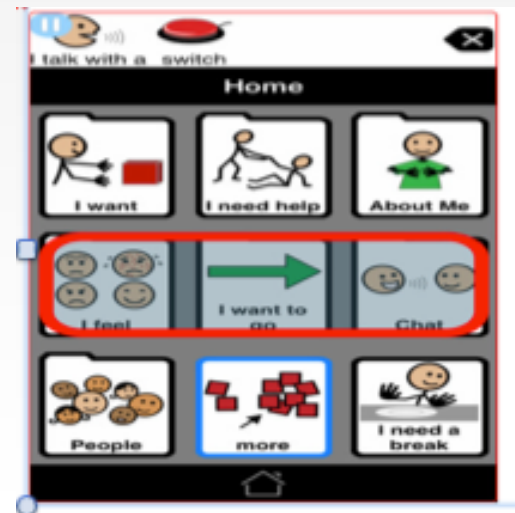 I talk with a switch
Home
I want
I need help
About Me
I feel
I want to
go
Chat
People
more
I need a
break